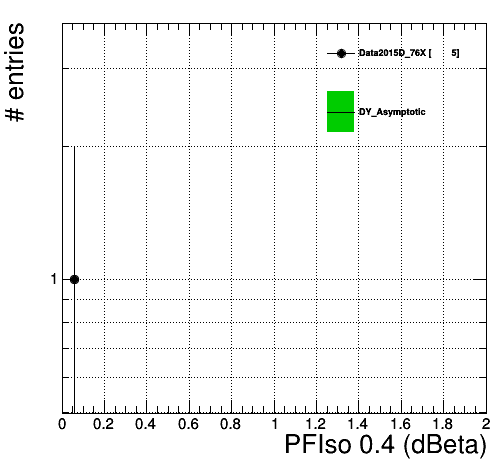 # entries
Data2015D_76X [ 5]
DY_Asymptotic
1
0 0.2 0.4 0.6 0.8 1 1.2 1.4 1.6 1.8 2
PFIso 0.4 (dBeta)